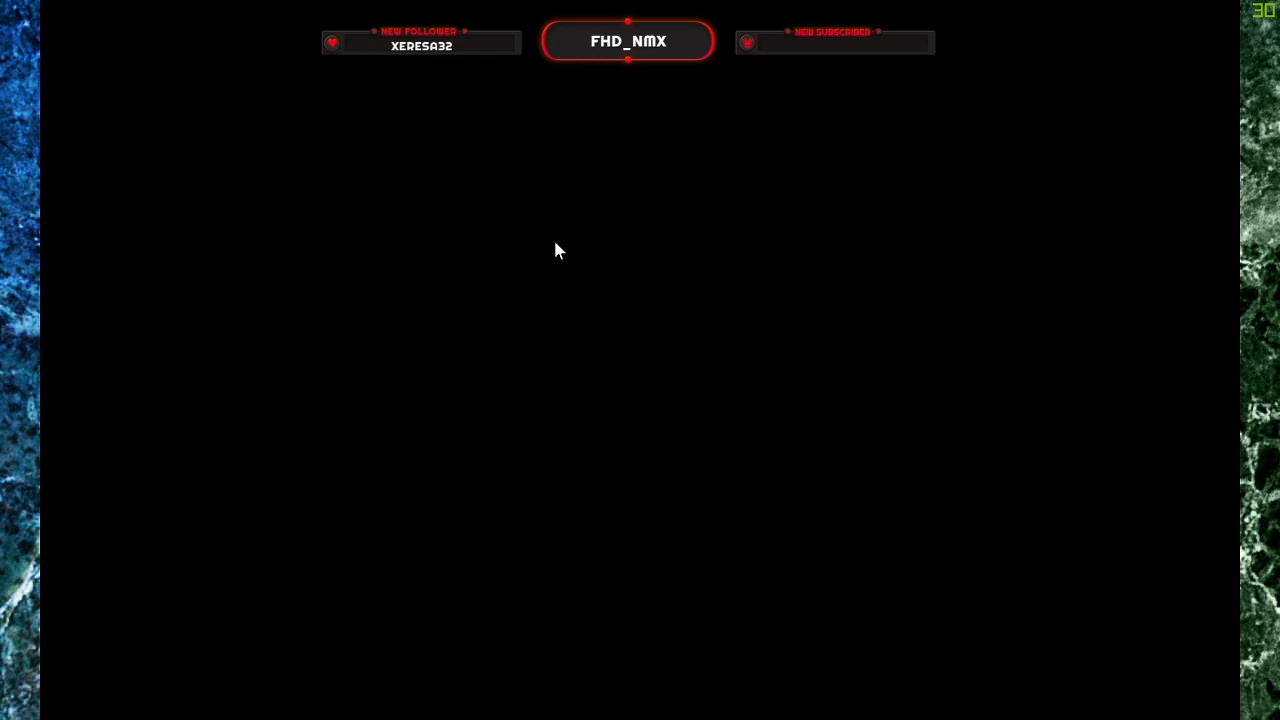 30
NEW FOLLOWER
XERESA32
FHD_NMX
NEW SUBSCRIBER